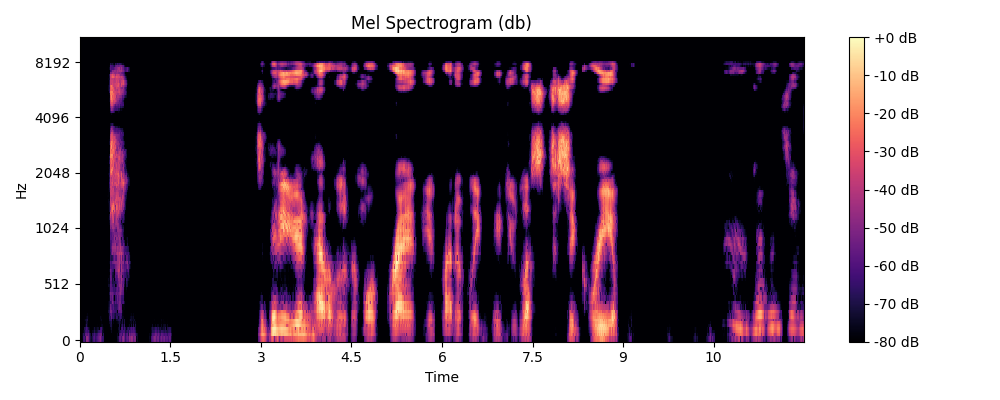 Mel Spectrogram (db)
8192
4096
2048
1024
512
0
Hz
0 1.5 3 4.5 6 7.5 9 10
Time
+0 dB
-10 dB
-20 dB
-30 dB
-40 dB
-50 dB
-60 dB
-70 dB
-80 dB